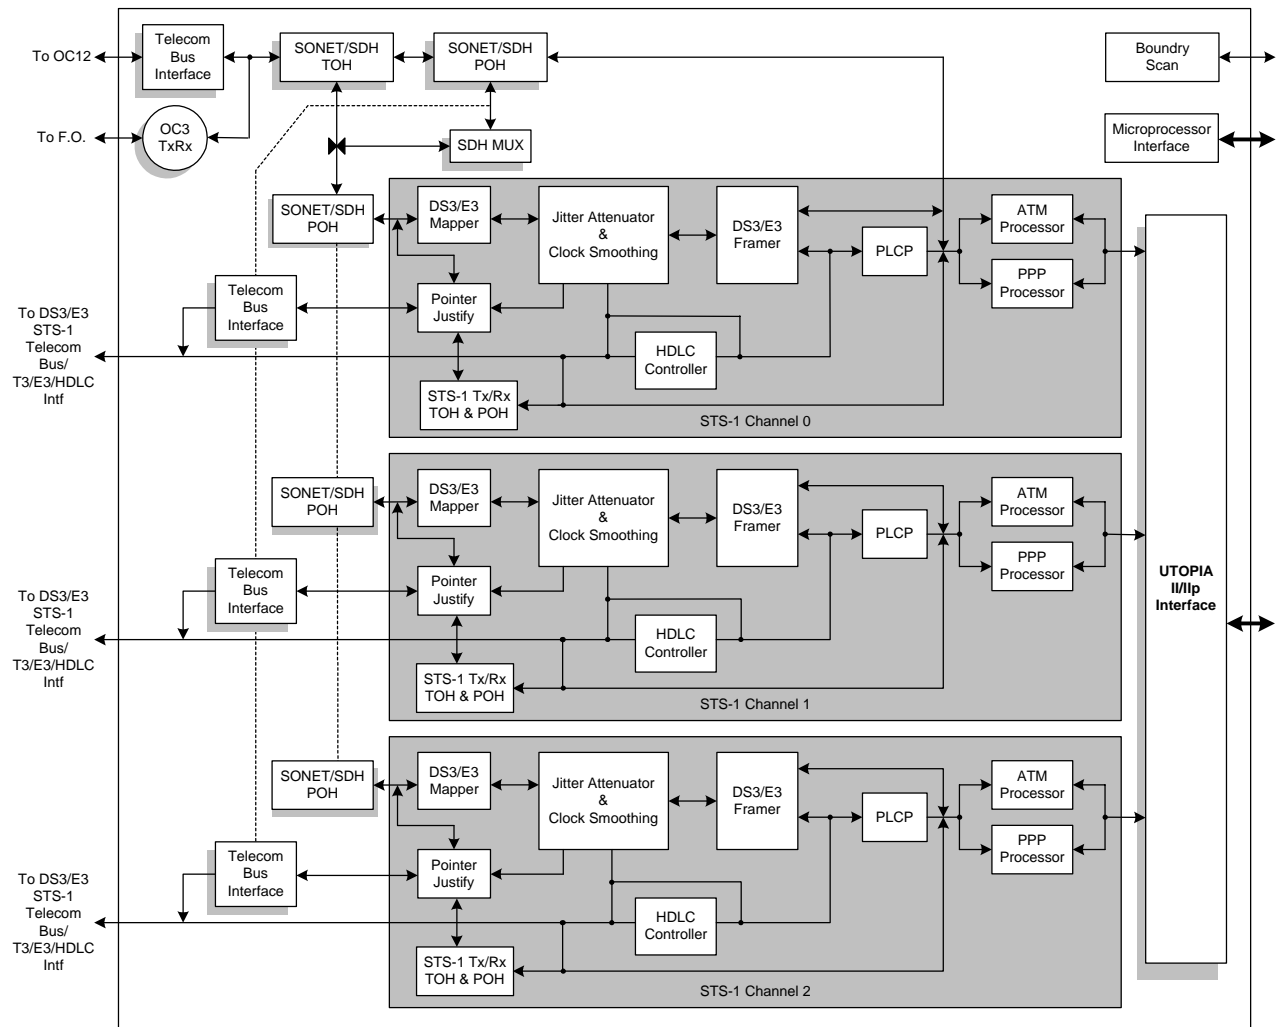 To OC12
Telecom
Bus
Interface
SONET/SDH
TOH
SONET/SDH
POH
Boundry
Scan
To F.O.
OC3
TxRx
SDH MUX
Microprocessor
Interface
SONET/SDH
POH
DS3/E3
Mapper
Jitter Attenuator
&
Clock Smoothing
DS3/E3
Framer
PLCP
ATM
Processor
PPP
Processor
To DS3/E3
STS-1
Telecom
Bus/
T3/E3/HDLC
Intf
Telecom
Bus
Interface
Pointer
Justify
HDLC
Controller
STS-1 Tx/Rx
TOH & POH
STS-1 Channel 0
SONET/SDH
POH
DS3/E3
Mapper
Jitter Attenuator
&
Clock Smoothing
DS3/E3
Framer
PLCP
ATM
Processor
PPP
Processor
To DS3/E3
STS-1
Telecom
Bus/
T3/E3/HDLC
Intf
Telecom
Bus
Interface
Pointer
Justify
HDLC
Controller
STS-1 Tx/Rx
TOH & POH
STS-1 Channel 1
UTOPIA
II/IIp
Interface
SONET/SDH
POH
DS3/E3
Mapper
Jitter Attenuator
&
Clock Smoothing
DS3/E3
Framer
PLCP
ATM
Processor
PPP
Processor
To DS3/E3
STS-1
Telecom
Bus/
T3/E3/HDLC
Intf
Telecom
Bus
Interface
Pointer
Justify
HDLC
Controller
STS-1 Tx/Rx
TOH & POH
STS-1 Channel 2